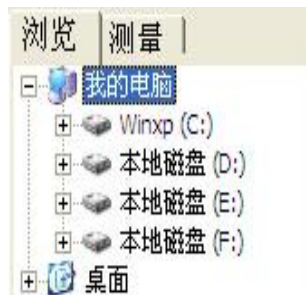 浏览 测量
我的电脑
Winxp (C:)
本地磁盘 (D:)
本地磁盘 (E:)
本地磁盘 (F:)
桌面